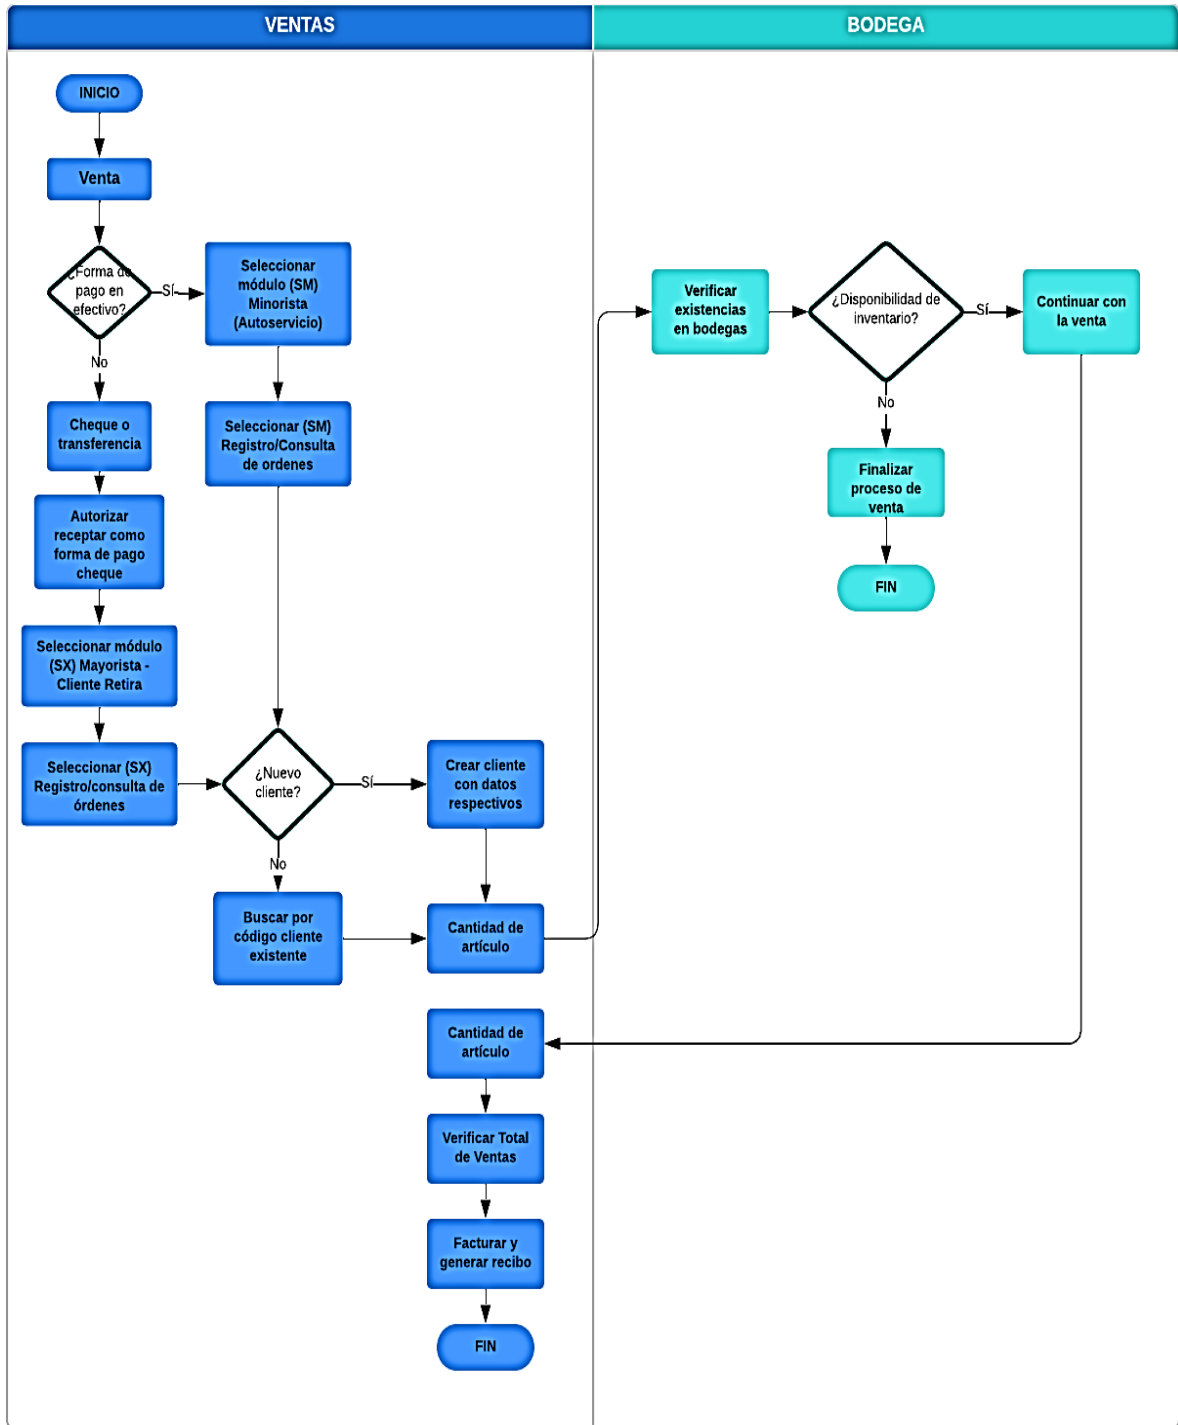 VENTAS
BODEGA
INICIO
Venta
¿Forma de
pago en
efectivo?
Sí
No
Seleccionar
módulo (SM)
Minorista
(Autoservicio)
Cheque o
transferencia
Seleccionar (SM)
Registro/Consulta
de ordenes
Autorizar
receptar como
forma de pago
cheque
Seleccionar módulo
(SX) Mayorista -
Cliente Retira
Seleccionar (SX)
Registro/consulta de
órdenes
¿Nuevo
cliente?
Sí
No
Crear cliente
con datos
respectivos
Buscar por
código cliente
existente
Cantidad de
artículo
Verificar
existencias
en bodegas
¿Disponibilidad de
inventario?
Sí
No
Continuar con
la venta
Finalizar
proceso de
venta
FIN
Cantidad de
artículo
Verificar Total
de Ventas
Facturar y
generar recibo
FIN